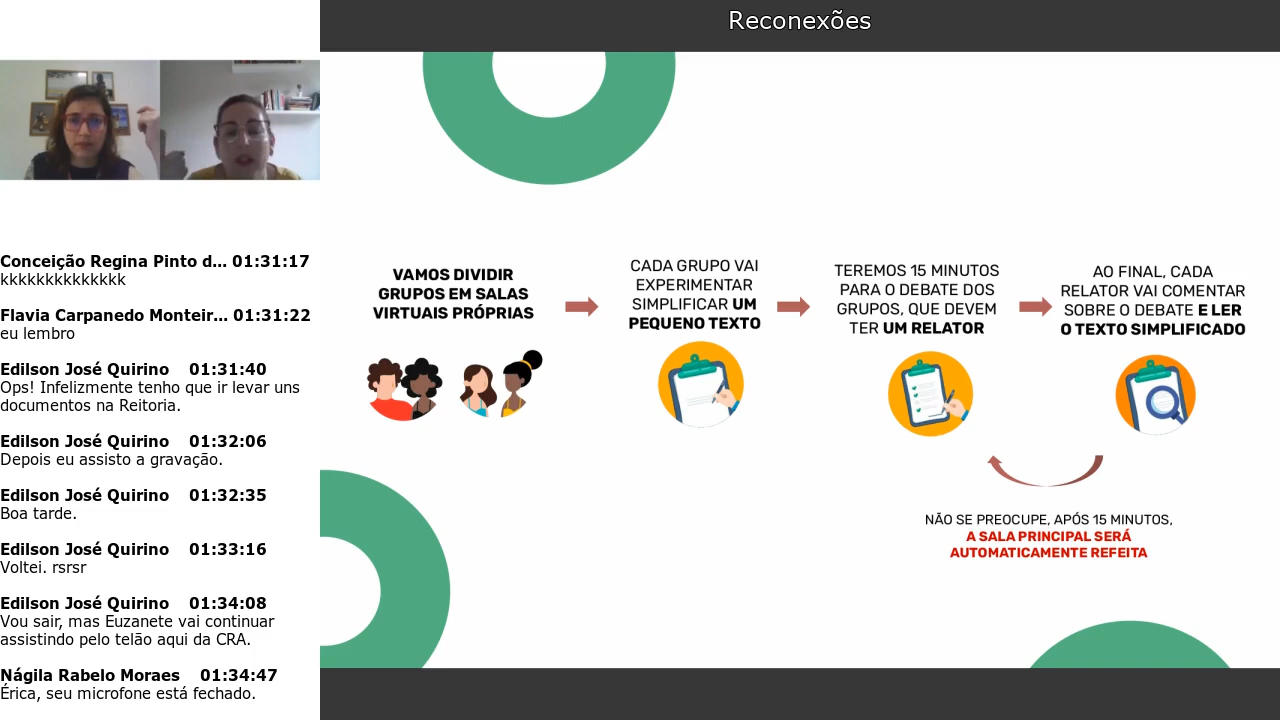 Reconexões
Conceição Regina Pinto d... 01:31:17
kkkkkkkkkkkkkk
Flavia Carpanedo Monteir... 01:31:22
eu lembro
Edilson José Quirino 01:31:40
Ops! Infelizmente tenho que ir levar uns
documentos na Reitoria.
Edilson José Quirino 01:32:06
Depois eu assisto a gravação.
Edilson José Quirino 01:32:35
Boa tarde.
Edilson José Quirino 01:33:16
Voltei. rsrsr
Edilson José Quirino 01:34:08
Vou sair, mas Euzanete vai continuar
assistindo pelo telão aqui da CRA.
Nágila Rabelo Moraes 01:34:47
Érica, seu microfone está fechado.
VAMOS DIVIDIR
GRUPOS EM SALAS
VIRTUAIS PRÓPRIAS
CADA GRUPO VAI
EXPERIMENTAR
SIMPLIFICAR UM
PEQUENO TEXTO
TEREMOS 15 MINUTOS
PARA O DEBATE DOS
GRUPOS, QUE DEVEM
TER UM RELATOR
AO FINAL, CADA
RELATOR VAI COMENTAR
SOBRE O DEBATE E LER
O TEXTO SIMPLIFICADO
NÃO SE PREOCUPE, APÓS 15 MINUTOS,
A SALA PRINCIPAL SERÁ
AUTOMATICAMENTE REFEITA